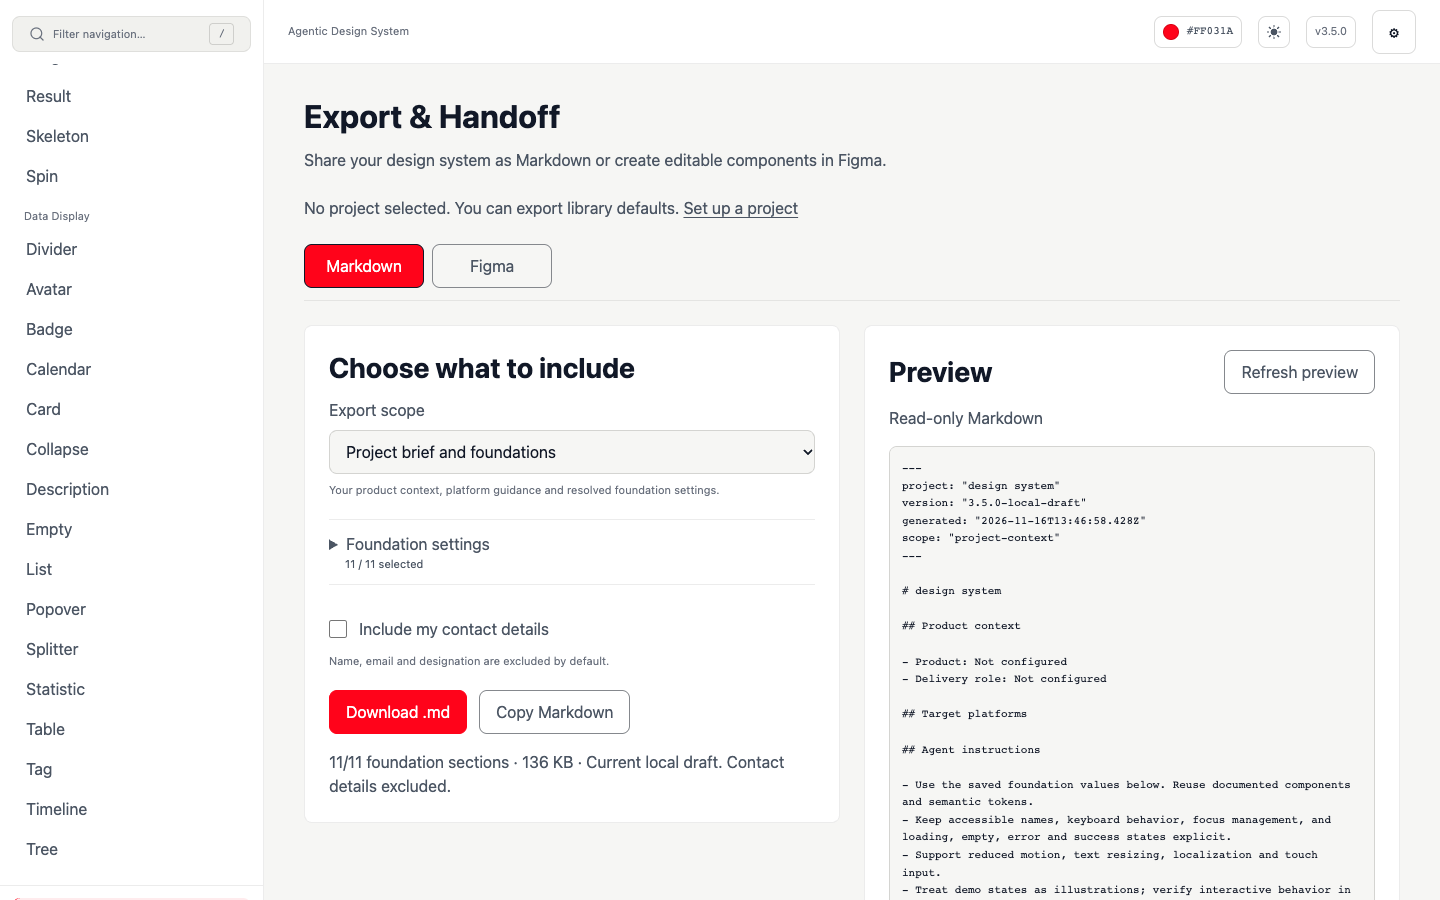 Filter navigation...
/
Result
Skeleton
Spin
Data Display
Divider
Avatar
Badge
Calendar
Card
Collapse
Description
Empty
List
Popover
Splitter
Statistic
Table
Tag
Timeline
Tree
Agentic Design System
#FF031A
v3.5.0
Export & Handoff
Share your design system as Markdown or create editable components in Figma.
No project selected. You can export library defaults. Set up a project
Markdown
Figma
Choose what to include
Export scope
Project brief and foundations
Your product context, platform guidance and resolved foundation settings.
Foundation settings
11 / 11 selected
Include my contact details
Name, email and designation are excluded by default.
Download .md
Copy Markdown
11/11 foundation sections · 136 KB · Current local draft. Contact
details excluded.
Preview
Refresh preview
Read-only Markdown
---
project: "design system"
version: "3.5.0-local-draft"
generated: "2026-11-16T13:46:58.428Z"
scope: "project-context"
---
# design system
## Product context
- Product: Not configured
- Delivery role: Not configured
## Target platforms
## Agent instructions
- Use the saved foundation values below. Reuse documented components
and semantic tokens.
- Keep accessible names, keyboard behavior, focus management, and
loading, empty, error and success states explicit.
- Support reduced motion, text resizing, localization and touch
input.
- Treat demo states as illustrations; verify interactive behavior in